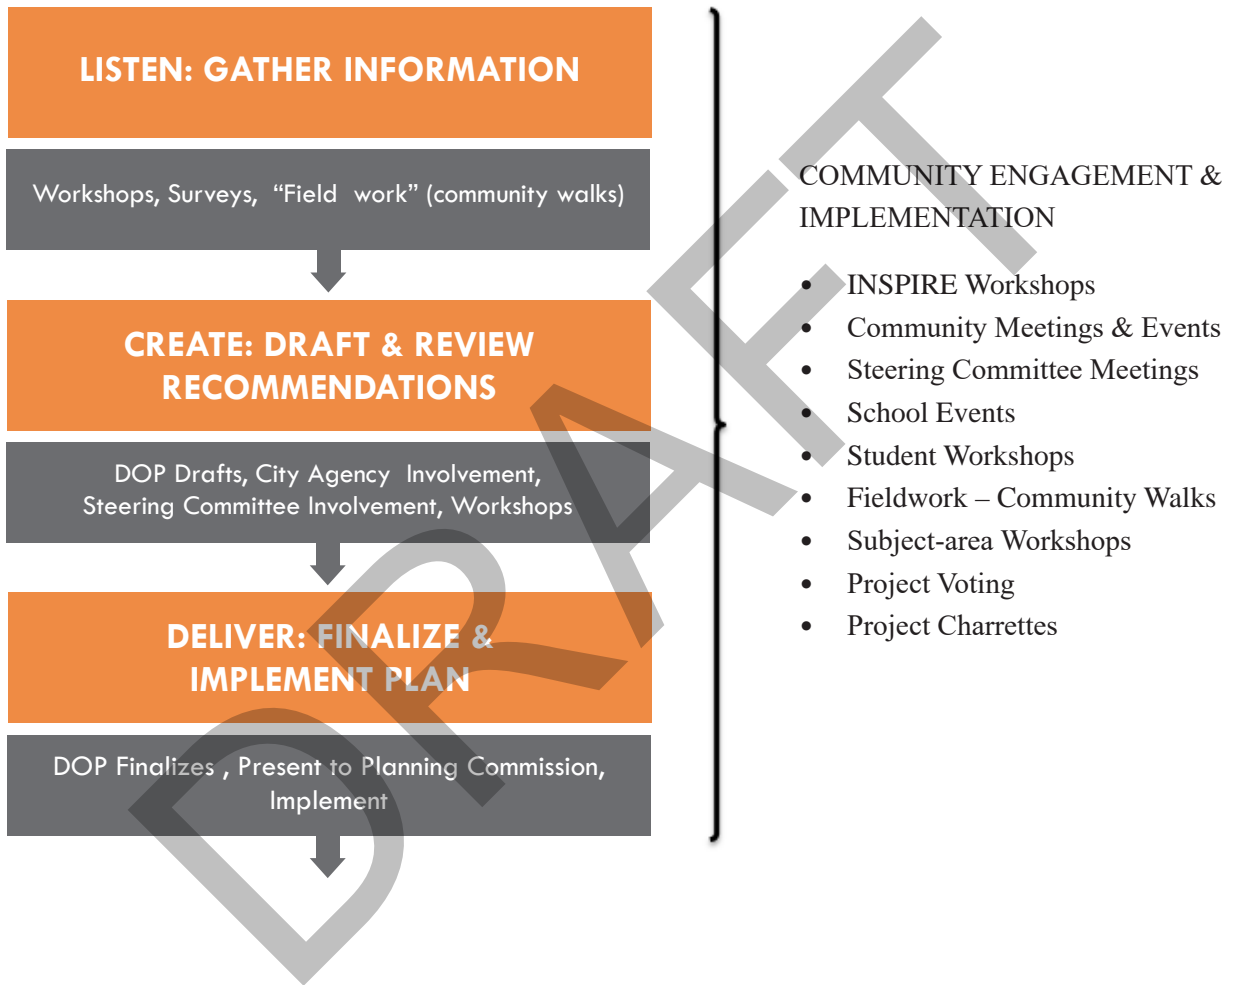 LISTEN: GATHER INFORMATION
Workshops, Surveys, “Field work” (community walks)
CREATE: DRAFT & REVIEW
RECOMMENDATIONS
DOP Drafts, City Agency Involvement,
Steering Committee Involvement, Workshops
DELIVER: FINALIZE &
IMPLEMENT PLAN
DOP Finalizes , Present to Planning Commission,
Implement
COMMUNITY ENGAGEMENT &
IMPLEMENTATION
• INSPIRE Workshops
• Community Meetings & Events
• Steering Committee Meetings
• School Events
• Student Workshops
• Fieldwork – Community Walks
• Subject-area Workshops
• Project Voting
• Project Charrettes
DRAFT